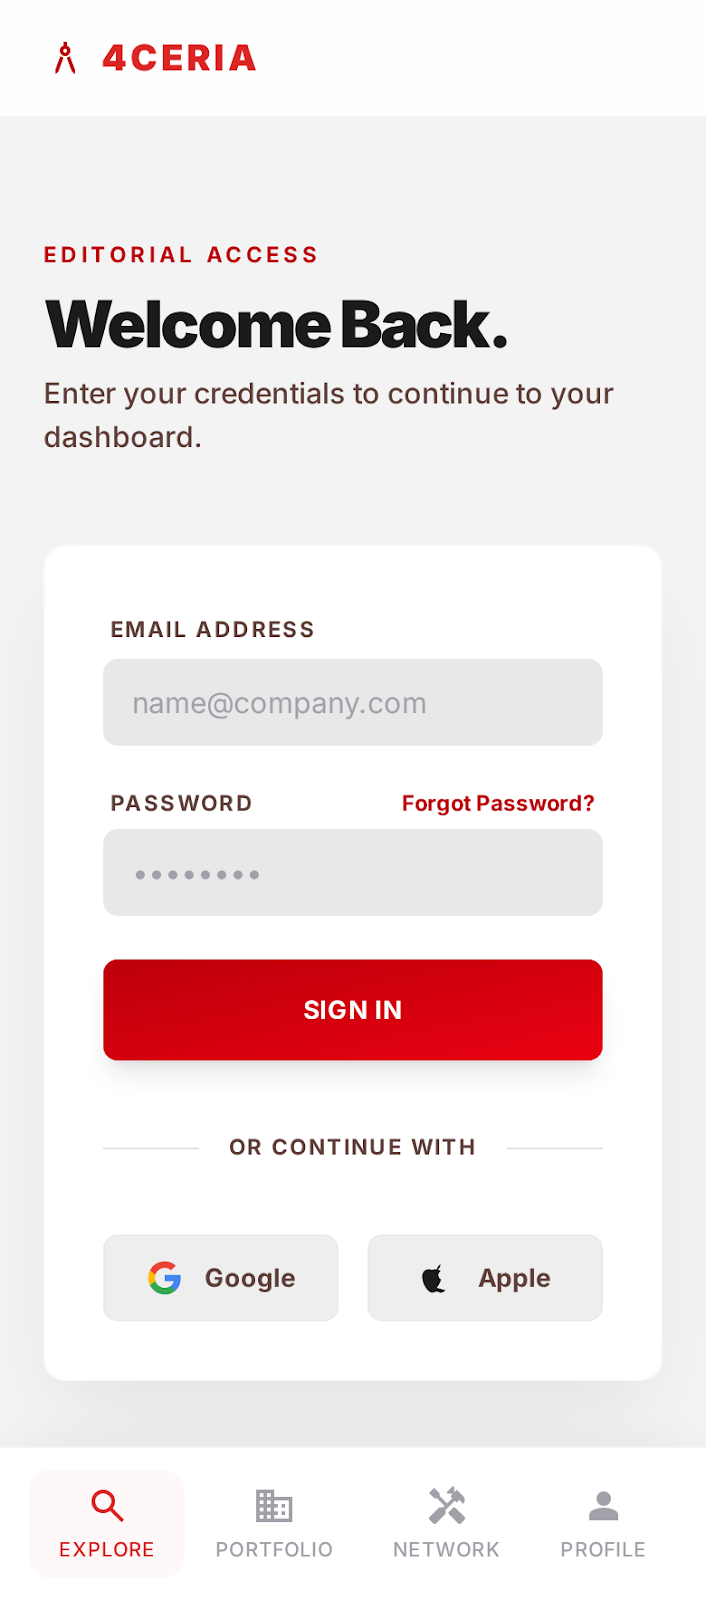 4CERIA
EDITORIAL ACCESS
Welcome Back.
Enter your credentials to continue to your
dashboard.
EMAIL ADDRESS
name@company.com
PASSWORD
Forgot Password?
••••••••
SIGN IN
OR CONTINUE WITH
Google
Apple
EXPLORE
PORTFOLIO
NETWORK
PROFILE